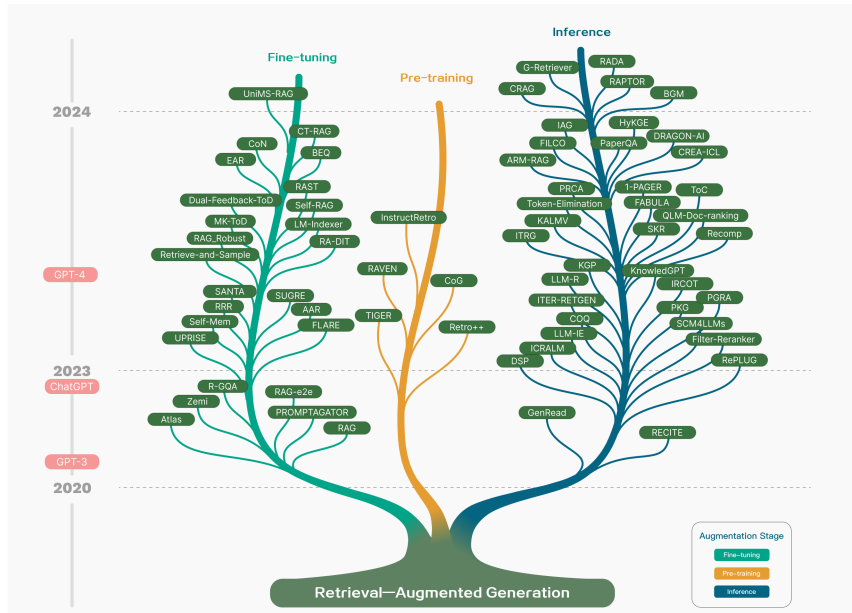 Inference
Fine-tuning
Pre-training
RADA
G-Retriever
RAPTOR
CRAG
BGM
UniMS-RAG
2024
HyKGE
IAG
CT-RAG
DRAGON-AI
CoN
FILCO
PaperQA
BEQ
CREA-ICL
EAR
ARM-RAG
RAST
PRCA
1-PAGER
ToC
Dual-Feedback-ToD
Self-RAG
Token-Elimination
FABULA
QLM-Doc-ranking
InstructRetro
MK-ToD
LM-Indexer
KALMV
SKR
Recomp
RAG_Robust
RA-DIT
ITRG
Retrieve-and-Sample
RAVEN
KGP
KnowledgPT
GPT-4
CoG
LLM-R
IRCOT
SANTA
SUGRE
ITER-RETGEN
PGRA
RRR
AAR
PKG
TIGER
COQ
Self-Mem
FLARE
Retro++
SCM4LLMs
LLM-IE
UPRISE
Filter-Reranker
ICRALM
DSP
RePLUG
2023
ChatGPT
R-GQA
RAG-e2e
Zemi
PROMPTAGATOR
GenRead
Atlas
RAG
RECITE
GPT-3
2020
Augmentation Stage
Fine-tuning
Pre-training
Inference
Retrieval—Augmented Generation